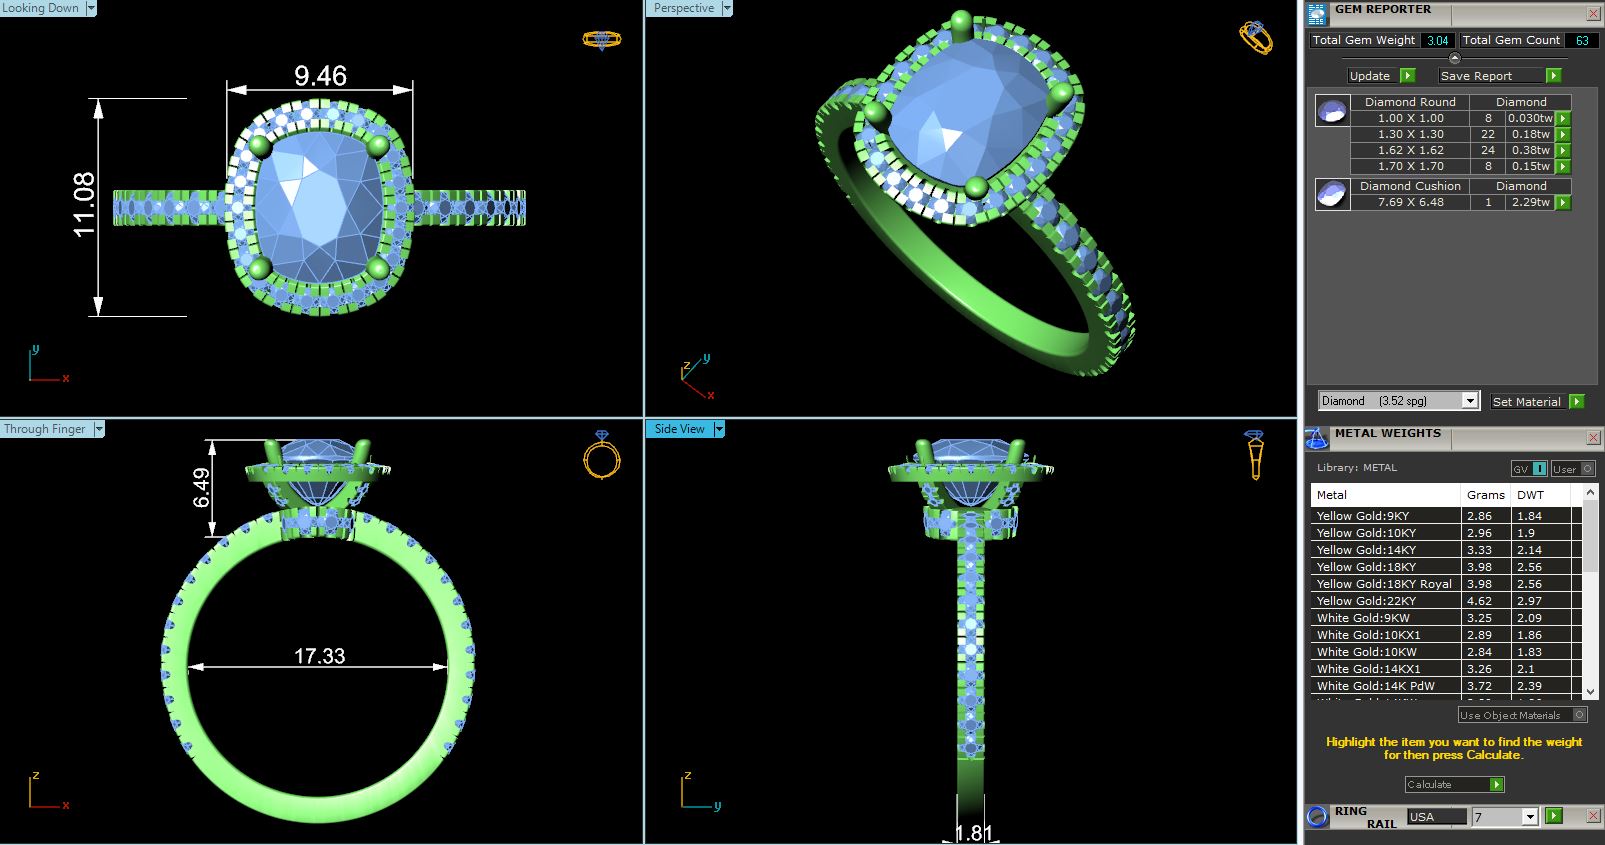 Looking Down
9.46
11.08
y
x
Perspective
z y
x
Through Finger
6.49
17.33
z
x
Side View
z
y
1.81
GEM REPORTER
Total Gem Weight 3.04 Total Gem Count 63
Update Save Report
Diamond Round Diamond
1.00 X 1.00 8 0.030tw
1.30 X 1.30 22 0.18tw
1.62 X 1.62 24 0.38tw
1.70 X 1.70 8 0.15tw
Diamond Cushion Diamond
7.69 X 6.48 1 2.29tw
Diamond (3.52 spg) Set Material
METAL WEIGHTS
Library: METAL GV User
Metal Grams DWT
Yellow Gold:9KY 2.86 1.84
Yellow Gold:10KY 2.96 1.9
Yellow Gold:14KY 3.33 2.14
Yellow Gold:18KY 3.98 2.56
Yellow Gold:18KY Royal 3.98 2.56
Yellow Gold:22KY 4.62 2.97
White Gold:9KW 3.25 2.09
White Gold:10KX1 2.89 1.86
White Gold:10KW 2.84 1.83
White Gold:14KX1 3.26 2.1
White Gold:14K PdW 3.72 2.39
Use Object Materials
Highlight the item you want to find the weight
for then press Calculate.
Calculate
RING
RAIL USA 7